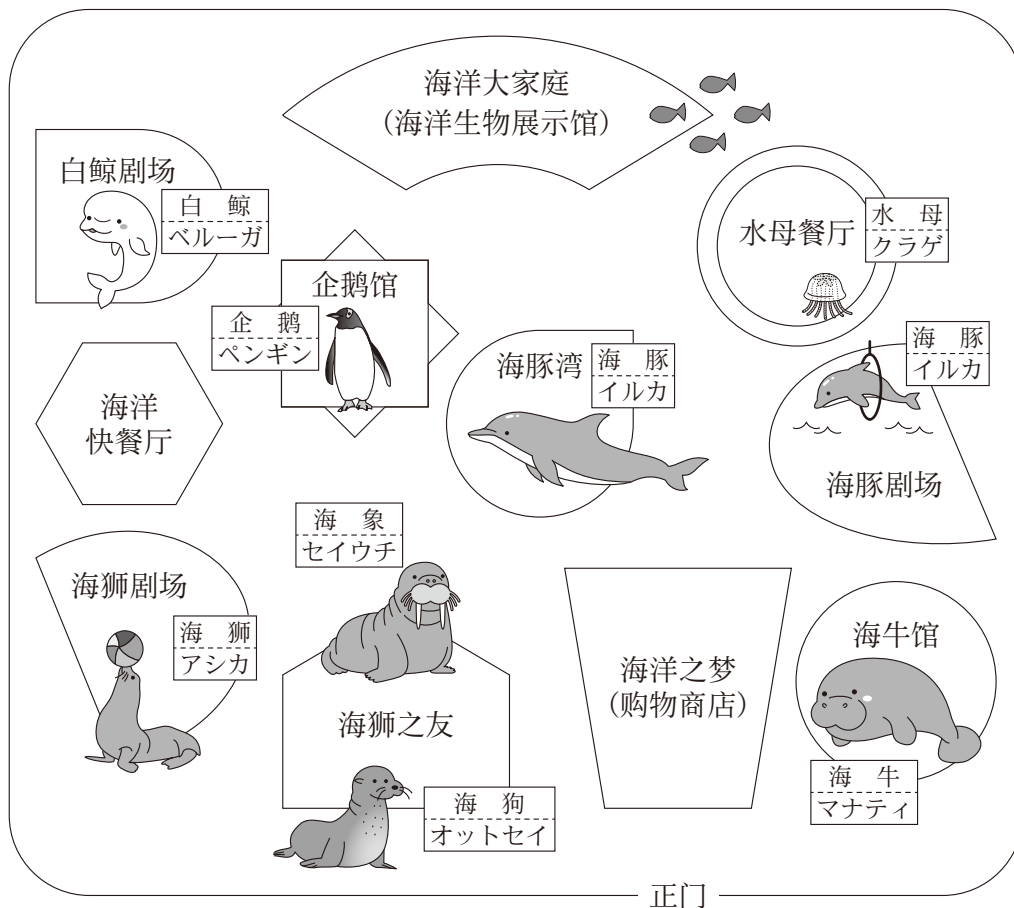 海洋大家庭
（海洋生物展示馆）
白鲸剧场
白　鲸
ベルーガ
水母餐厅
水　母
クラゲ
企鹅馆
企　鹅
ペンギン
海豚湾
海　豚
イルカ
海　豚
イルカ
海豚剧场
海洋
快餐厅
海　象
セイウチ
海狮剧场
海　狮
アシカ
海狮之友
海　狗
オットセイ
海洋之梦
（购物商店）
海牛馆
海　牛
マナティ
正门